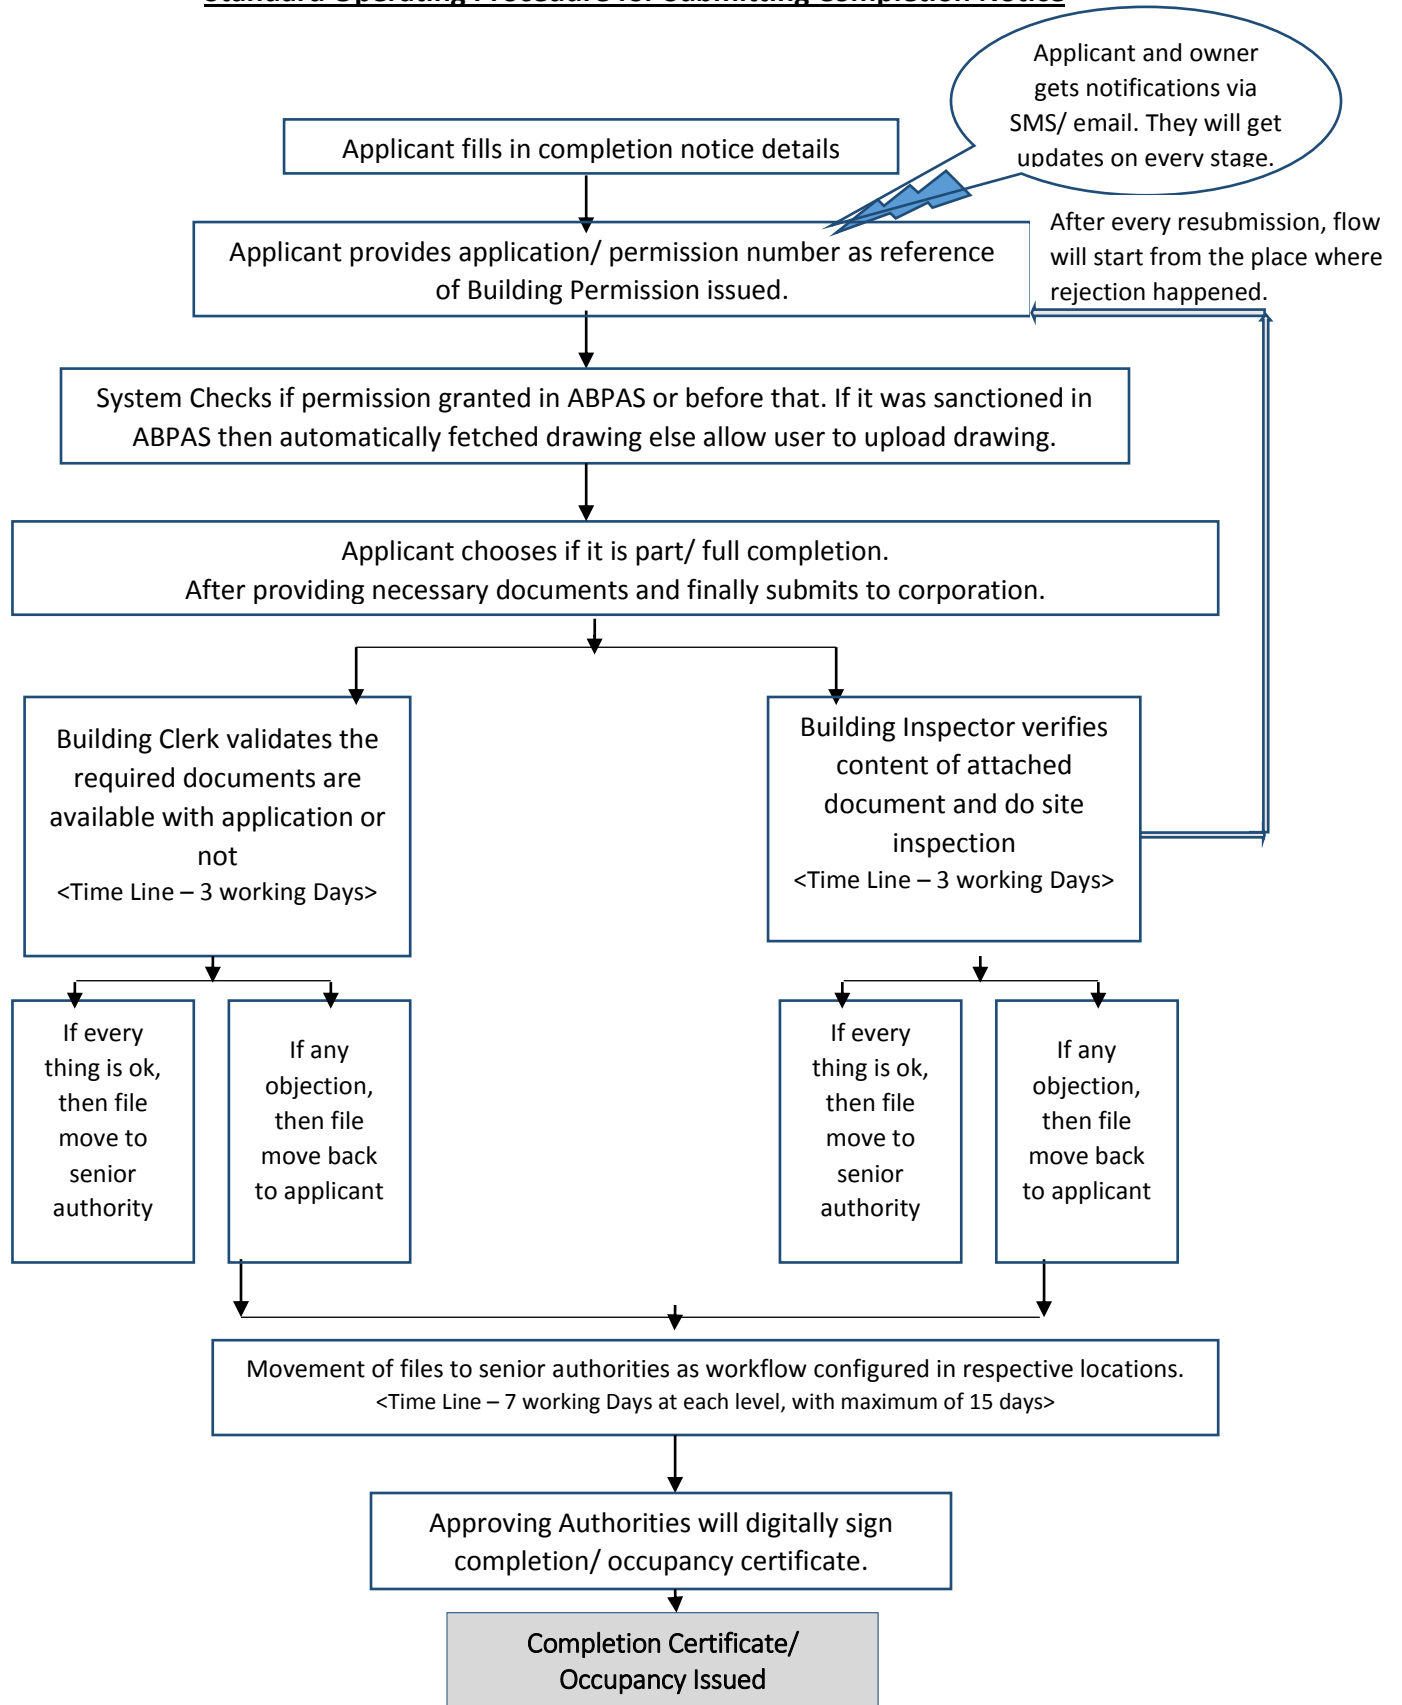 Standard Operating Procedure for Submitting Completion Notice
Applicant and owner
gets notifications via
SMS/ email. They will get
updates on every stage.
Applicant fills in completion notice details
After every resubmission, flow
will start from the place where
rejection happened.
Applicant provides application/ permission number as reference
of Building Permission issued.
System Checks if permission granted in ABPAS or before that. If it was sanctioned in
ABPAS then automatically fetched drawing else allow user to upload drawing.
Applicant chooses if it is part/ full completion.
After providing necessary documents and finally submits to corporation.
Building Clerk validates the
required documents are
available with application or
not
<Time Line – 3 working Days>
Building Inspector verifies
content of attached
document and do site
inspection
<Time Line – 3 working Days>
If every
thing is ok,
then file
move to
senior
authority
If any
objection,
then file
move back
to applicant
If every
thing is ok,
then file
move to
senior
authority
If any
objection,
then file
move back
to applicant
Movement of files to senior authorities as workflow configured in respective locations.
<Time Line – 7 working Days at each level, with maximum of 15 days>
Approving Authorities will digitally sign
completion/ occupancy certificate.
Completion Certificate/
Occupancy Issued